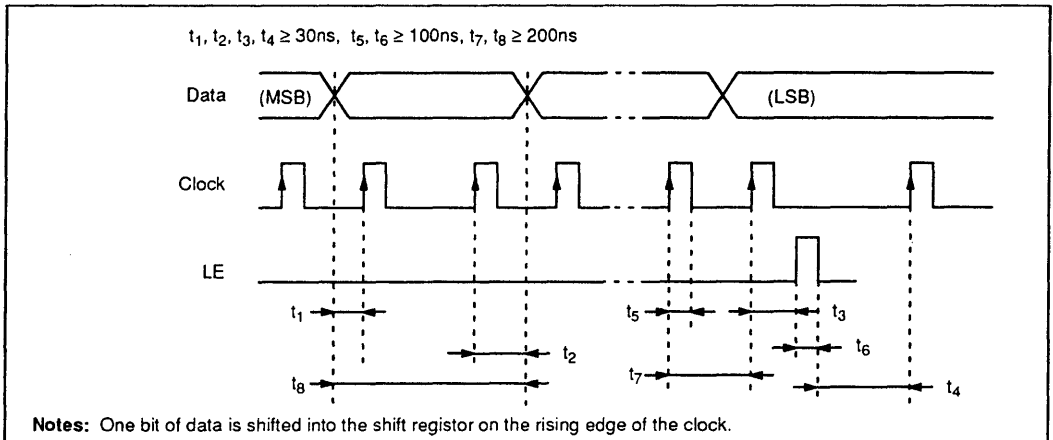 t1, t2, t3, t4 ≥ 30ns, t5, t6 ≥ 100ns, t7, t8 ≥ 200ns
Data (MSB) (LSB)
Clock
LE
t1 t5 t3
t2 t6
t8 t7 t4
Notes: One bit of data is shifted into the shift registor on the rising edge of the clock.